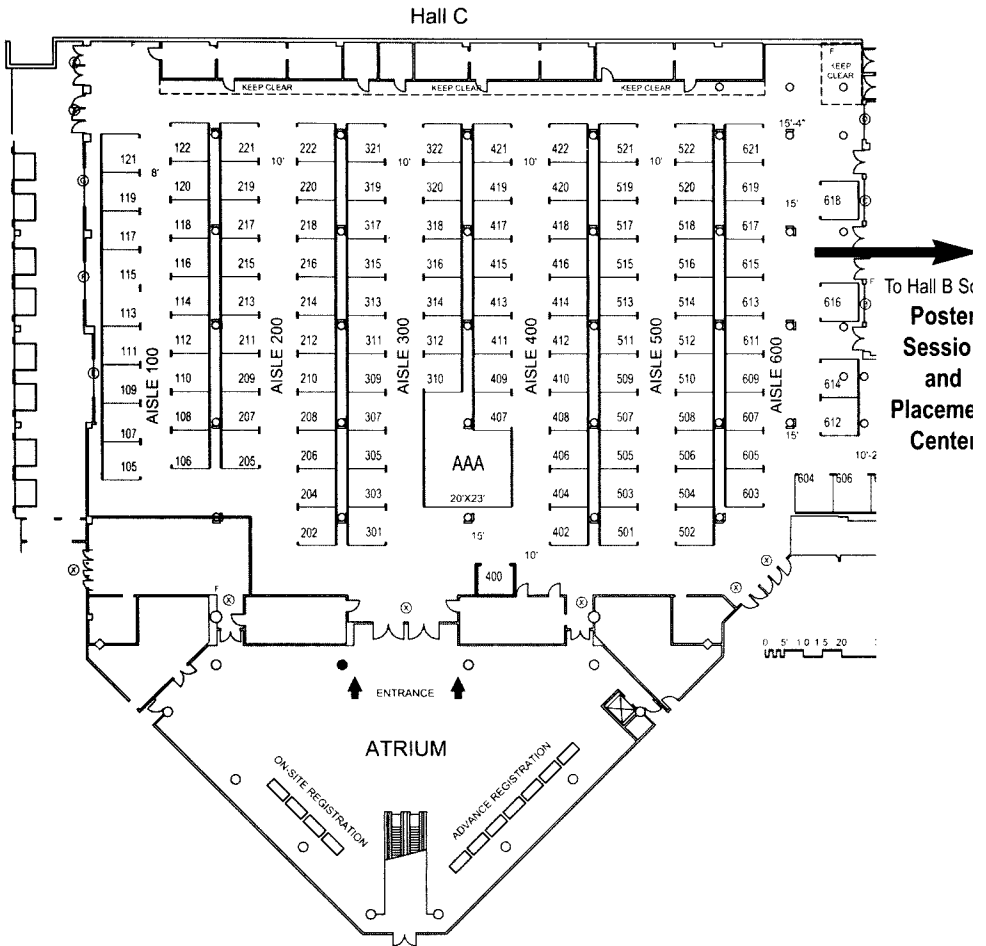 Hall C
F
F
KEEP CLEAR
KEEP CLEAR
KEEP CLEAR
KEEP
CLEAR
15'-4"
121
122 221
222 321
322 421
422 521
522 621
8'
10'
10'
10'
10'
119
120 219
220 319
320 419
420 519
520 619
618
15'
117
118 217
218 317
318 417
418 517
518 617
115
116 215
216 315
316 415
416 515
516 615
To Hall B
Poster
Session
and
113
114 213
214 313
314 413
414 513
514 613
616
F
111
112 211
212 311
312 411
412 511
512 611
AISLE 100
AISLE 200
AISLE 300
AISLE 400
AISLE 500
AISLE 600
109
110 209
210 309
310 409
410 509
510 609
614
107
108 207
208 307
407
408 507
508 607
612
15'
105
106 205
206 305
406 505
506 605
AAA
20'X23'
10'-2
204 303
404 503
504 603
604 606
202 301
402 501
502
15'
10'
400
F
0 5' 10 15 20
ENTRANCE
ATRIUM
ON-SITE REGISTRATION
ADVANCE REGISTRATION